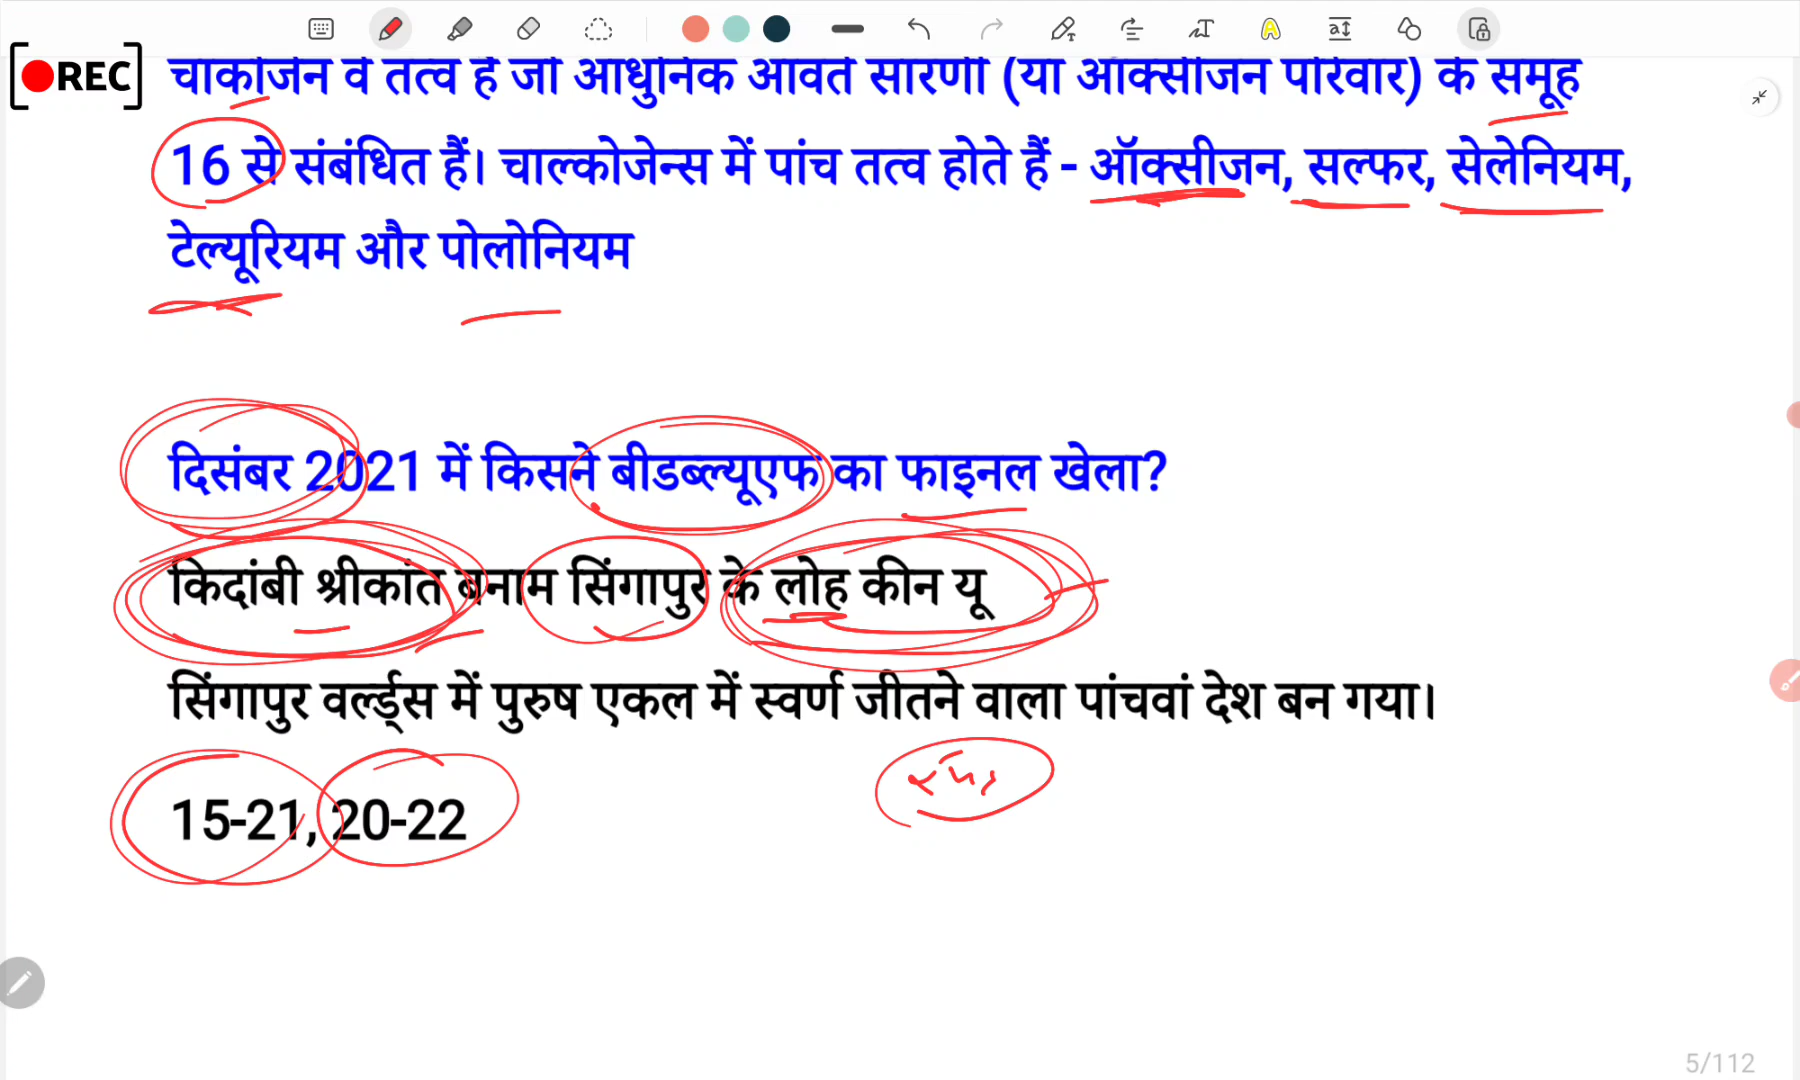 REC
चाकोजन वे तत्व हैं जो आधुनिक आवर्त सारणी (या ऑक्सीजन परिवार) के समूह
16 से संबंधित हैं। चाल्कोजेन्स में पांच तत्व होते हैं - ऑक्सीजन, सल्फर, सेलेनियम,
टेल्यूरियम और पोलोनियम
दिसंबर 2021 में किसने बीडब्ल्यूएफ का फाइनल खेला?
किदांबी श्रीकांत बनाम सिंगापुर के लोह कीन यू
सिंगापुर वर्ल्ड्स में पुरुष एकल में स्वर्ण जीतने वाला पांचवां देश बन गया।
15-21, 20-22
5/112